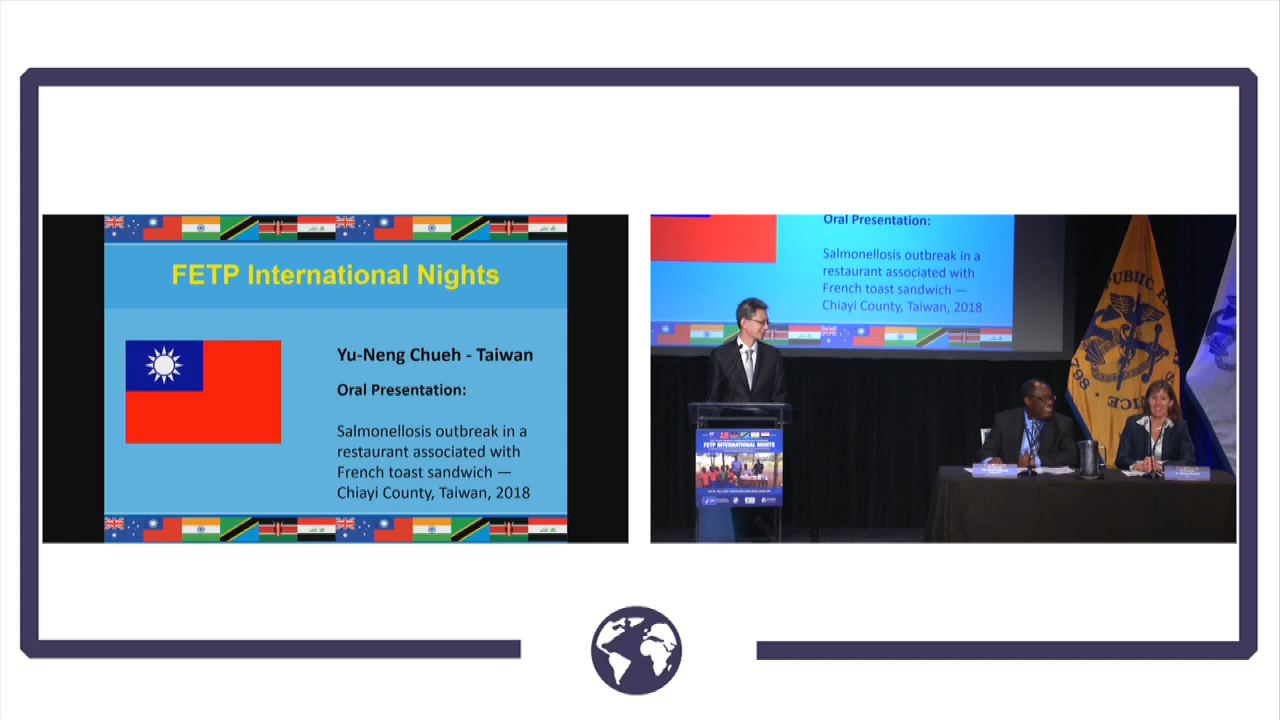 FETP International Nights
Yu-Neng Chueh - Taiwan
Oral Presentation:
Salmonellosis outbreak in a
restaurant associated with
French toast sandwich —
Chiayi County, Taiwan, 2018
Oral Presentation:
Salmonellosis outbreak in a
restaurant associated with
French toast sandwich —
Chiayi County, Taiwan, 2018
FETP INTERNATIONAL NIGHTS
PUBLIC H